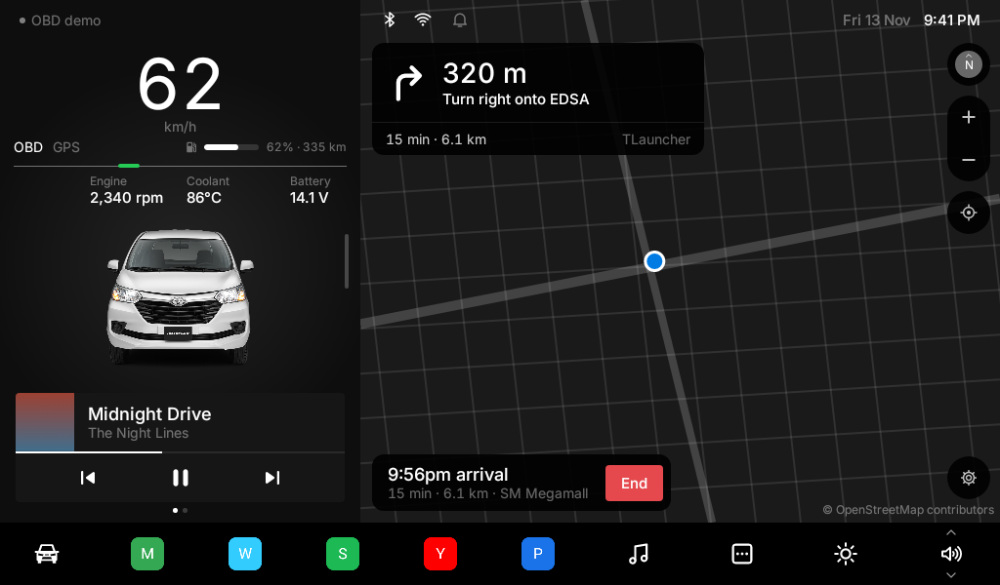 OBD demo
62
km/h
OBD GPS
62% · 335 km
Engine Coolant Battery
2,340 rpm 86°C 14.1 V
Midnight Drive
The Night Lines
Fri 13 Nov 9:41 PM
320 m
Turn right onto EDSA
15 min · 6.1 km TLauncher
N
+
−
9:56pm arrival
15 min · 6.1 km · SM Megamall
End
© OpenStreetMap contributors
M W S Y P